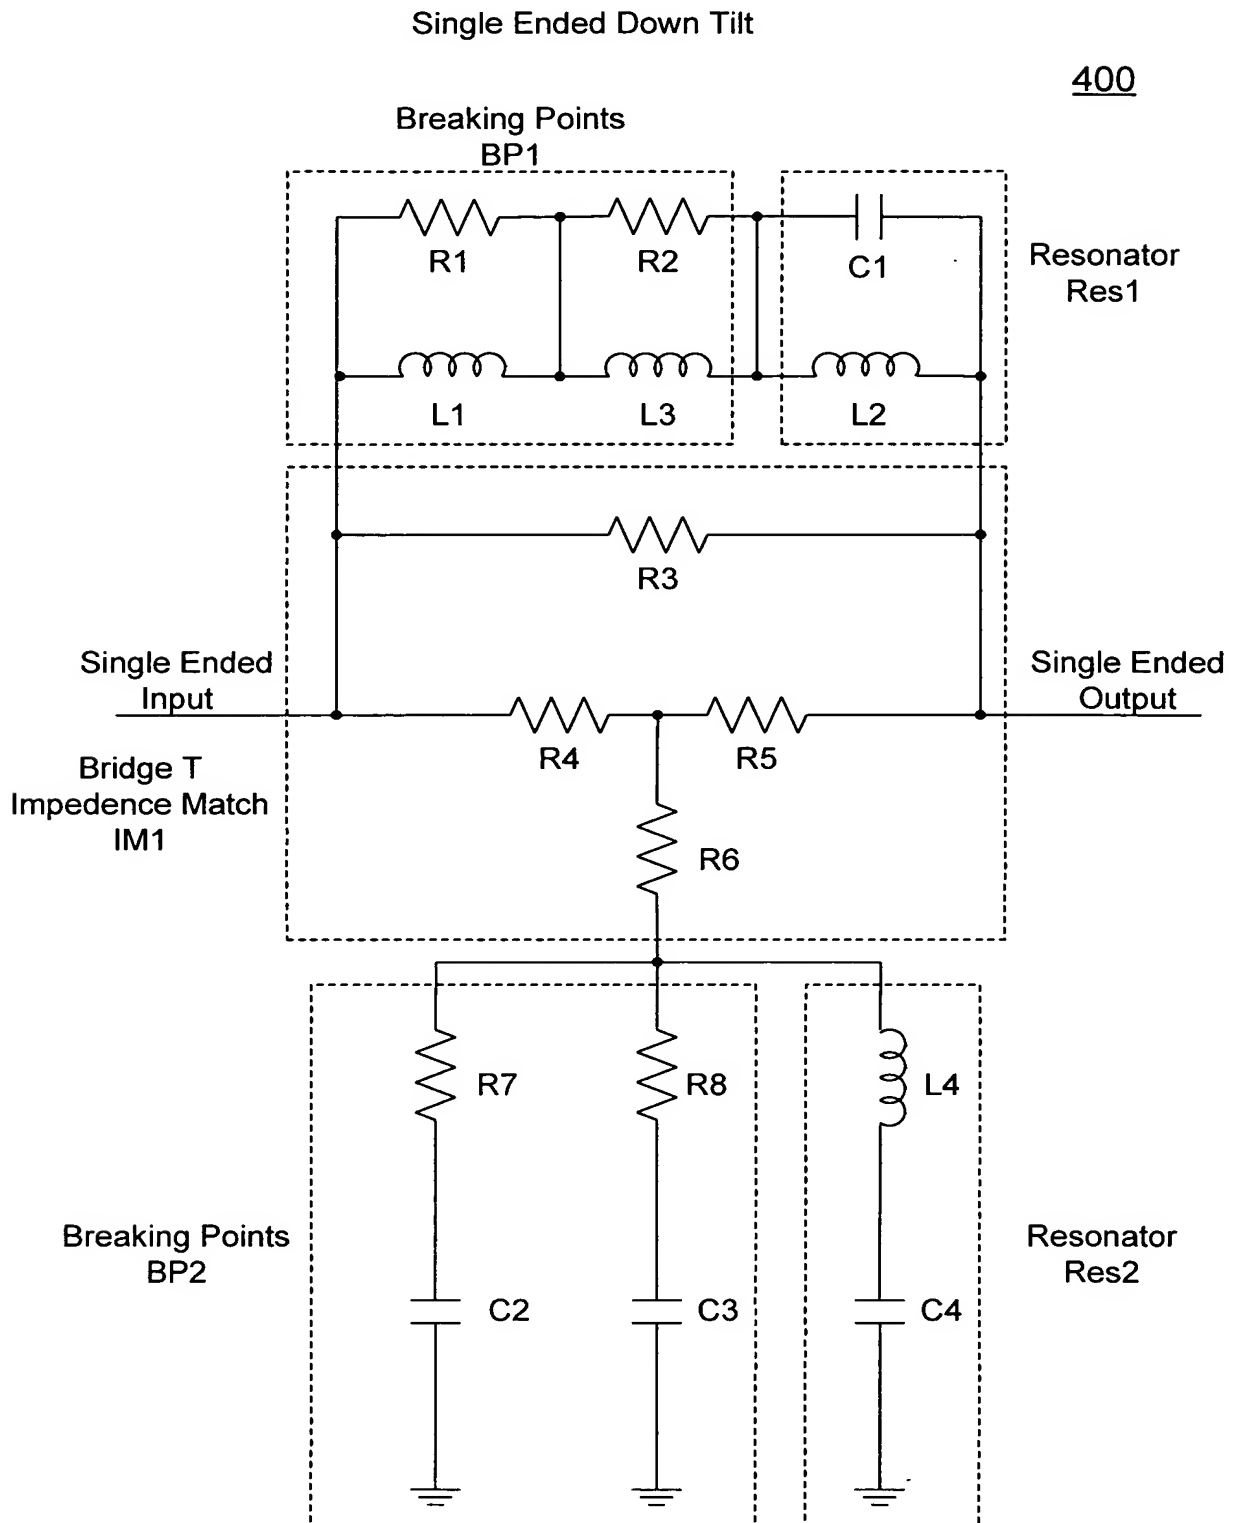 Single Ended Down Tilt
400
Breaking Points
BP1
R1
R2
C1
Resonator
Res1
L1
L3
L2
R3
Single Ended
Input
Single Ended
Output
R4
R5
Bridge T
Impedence Match
IM1
R6
R7
R8
L4
Breaking Points
BP2
Resonator
Res2
C2
C3
C4